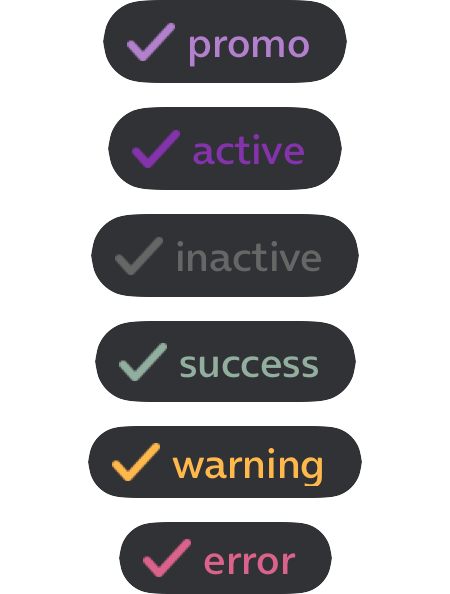 promo
active
inactive
success
warning
error